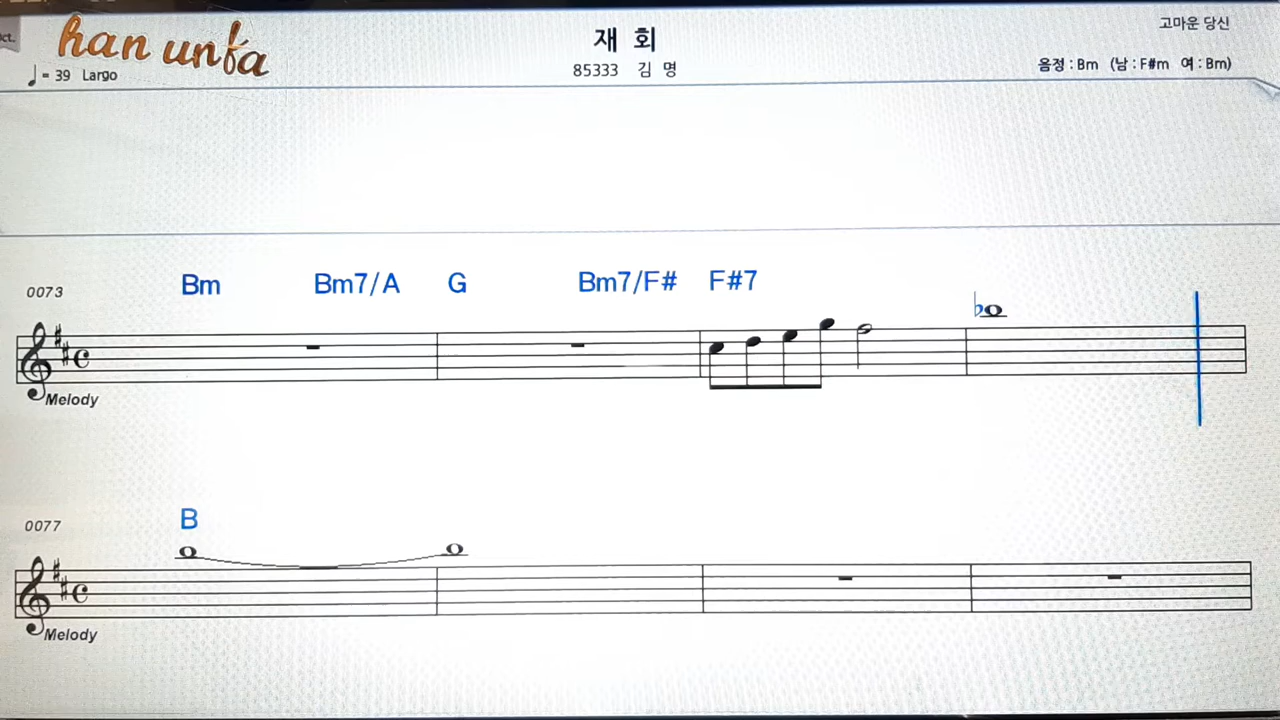 ct.
han unfa
고마운 당신
재 회
85333 김 명
♩ = 39 Largo
음정 : Bm (남 : F#m 여 : Bm)
0073
Bm Bm7/A G Bm7/F# F#7
Melody
0077
B
Melody